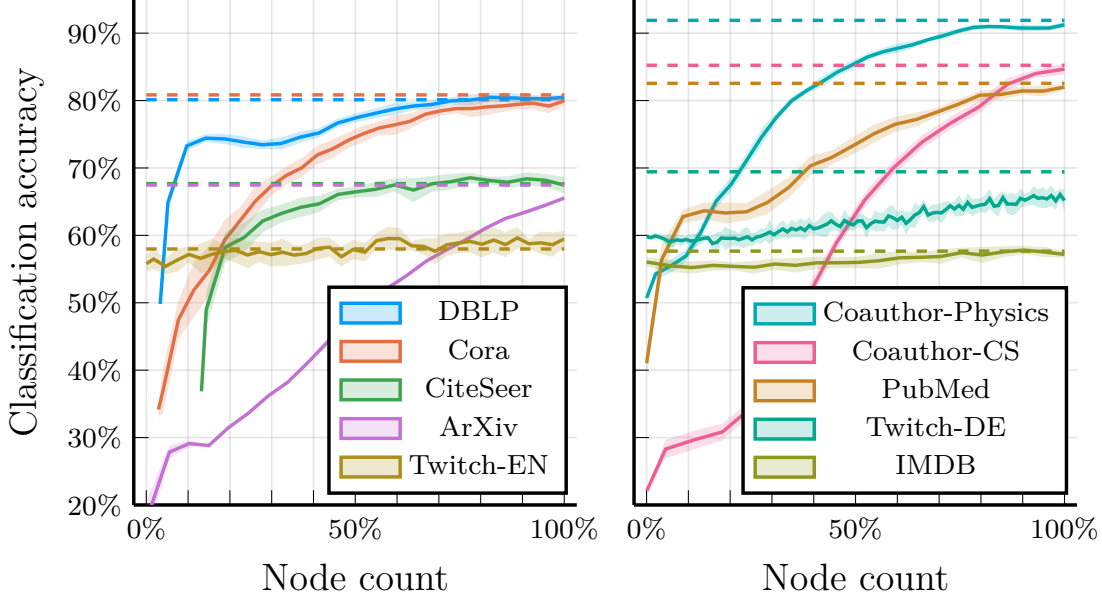 Classification accuracy
90%
80%
70%
60%
50%
40%
30%
20%
DBLP
Cora
CiteSeer
ArXiv
Twitch-EN
0%
50%
100%
Node count
Coauthor-Physics
Coauthor-CS
PubMed
Twitch-DE
IMDB
0%
50%
100%
Node count